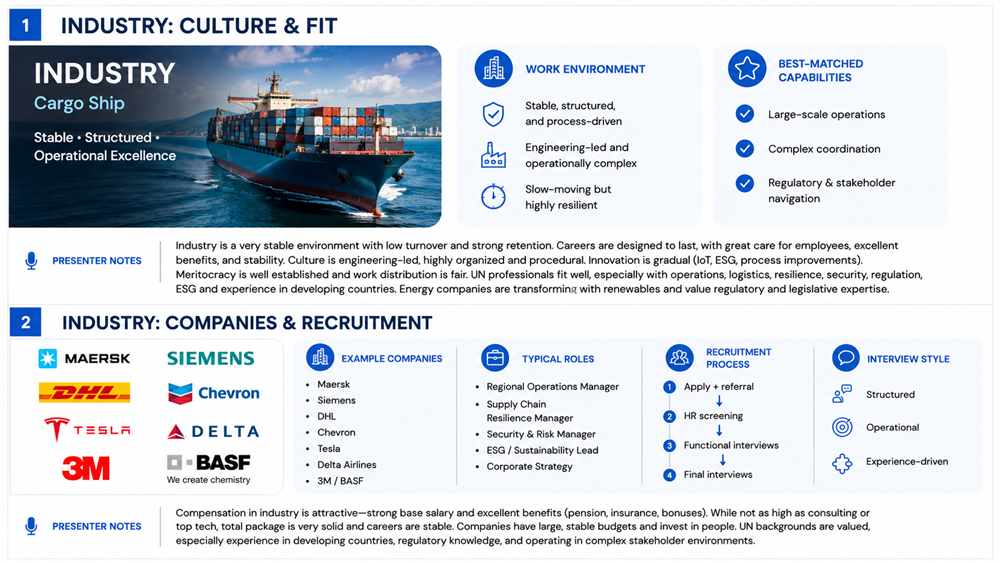 1
INDUSTRY: CULTURE & FIT
INDUSTRY
Cargo Ship
Stable • Structured •
Operational Excellence
WORK ENVIRONMENT
Stable, structured,
and process-driven
Engineering-led and
operationally complex
Slow-moving but
highly resilient
BEST-MATCHED
CAPABILITIES
Large-scale operations
Complex coordination
Regulatory & stakeholder
navigation
PRESENTER NOTES
Industry is a very stable environment with low turnover and strong retention. Careers are designed to last, with great care for employees, excellent
benefits, and stability. Culture is engineering-led, highly organized and procedural. Innovation is gradual (IoT, ESG, process improvements).
Meritocracy is well established and work distribution is fair. UN professionals fit well, especially with operations, logistics, resilience, security, regulation,
ESG and experience in developing countries. Energy companies are transforming with renewables and value regulatory and legislative expertise.
2
INDUSTRY: COMPANIES & RECRUITMENT
MAERSK
SIEMENS
DHL
Chevron
TESLA
DELTA
3M
BASF
We create chemistry
EXAMPLE COMPANIES
• Maersk
• Siemens
• DHL
• Chevron
• Tesla
• Delta Airlines
• 3M / BASF
TYPICAL ROLES
• Regional Operations Manager
• Supply Chain
Resilience Manager
• Security & Risk Manager
• ESG / Sustainability Lead
• Corporate Strategy
RECRUITMENT
PROCESS
1 Apply + referral
2 HR screening
3 Functional interviews
4 Final interviews
INTERVIEW STYLE
Structured
Operational
Experience-driven
PRESENTER NOTES
Compensation in industry is attractive—strong base salary and excellent benefits (pension, insurance, bonuses). While not as high as consulting or
top tech, total package is very solid and careers are stable. Companies have large, stable budgets and invest in people. UN backgrounds are valued,
especially experience in developing countries, regulatory knowledge, and operating in complex stakeholder environments.